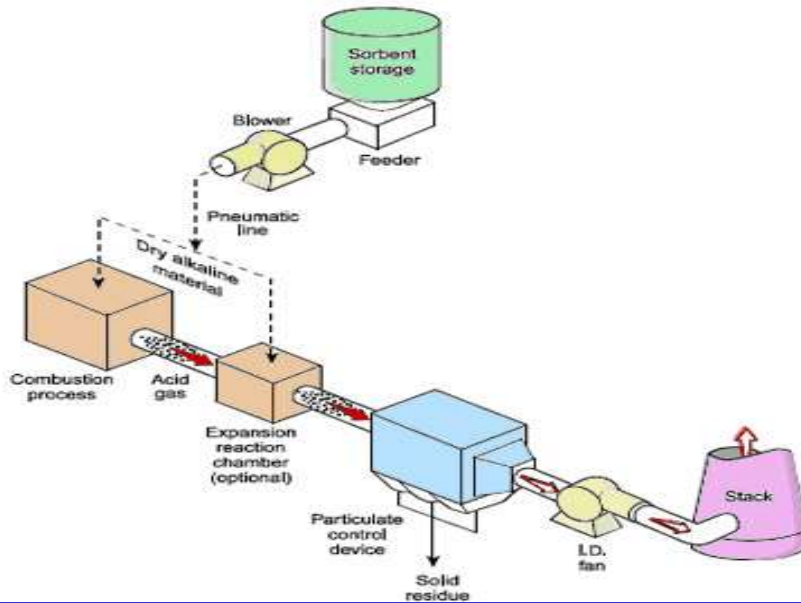 Sorbent
storage
Blower
Feeder
Pneumatic
line
Dry alkaline
material
Combustion
process
Acid
gas
Expansion
reaction
chamber
(optional)
Particulate
control
device
Solid
residue
I.D.
fan
Stack